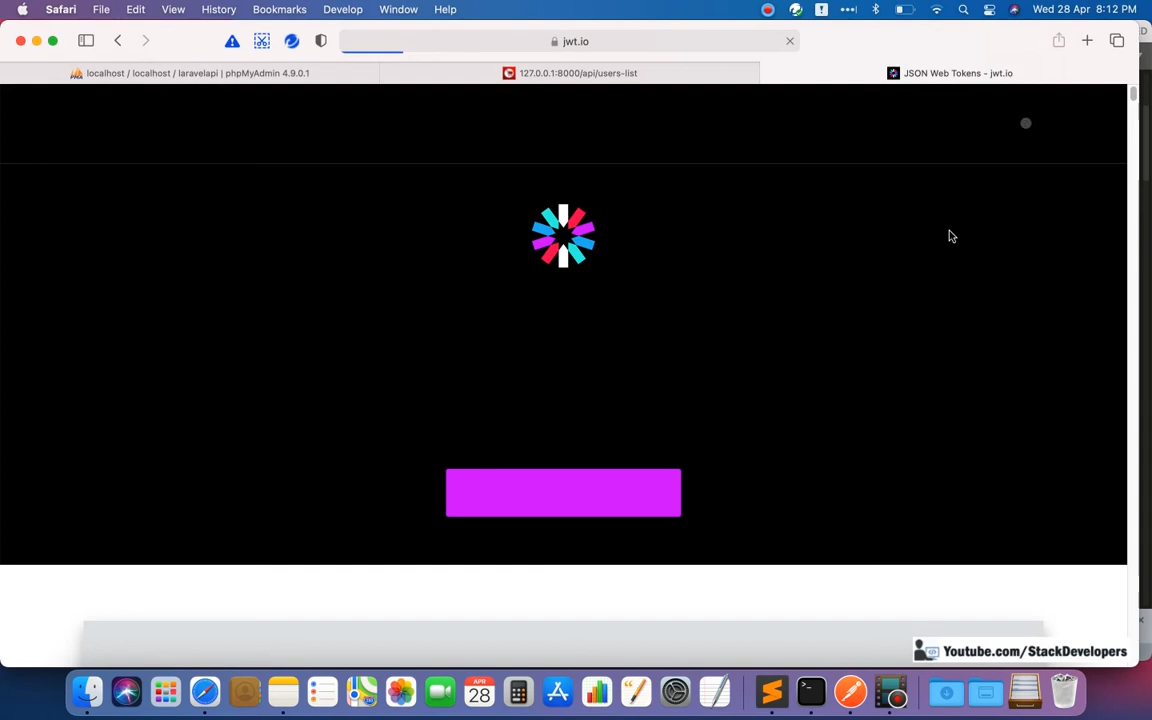 Safari File Edit View History Bookmarks Develop Window Help Wed 28 Apr 8:12 PM
jwt.io
localhost / localhost / laravelapi | phpMyAdmin 4.9.0.1 127.0.0.1:8000/api/users-list JSON Web Tokens - jwt.io
Youtube.com/StackDevelopers
APR
28